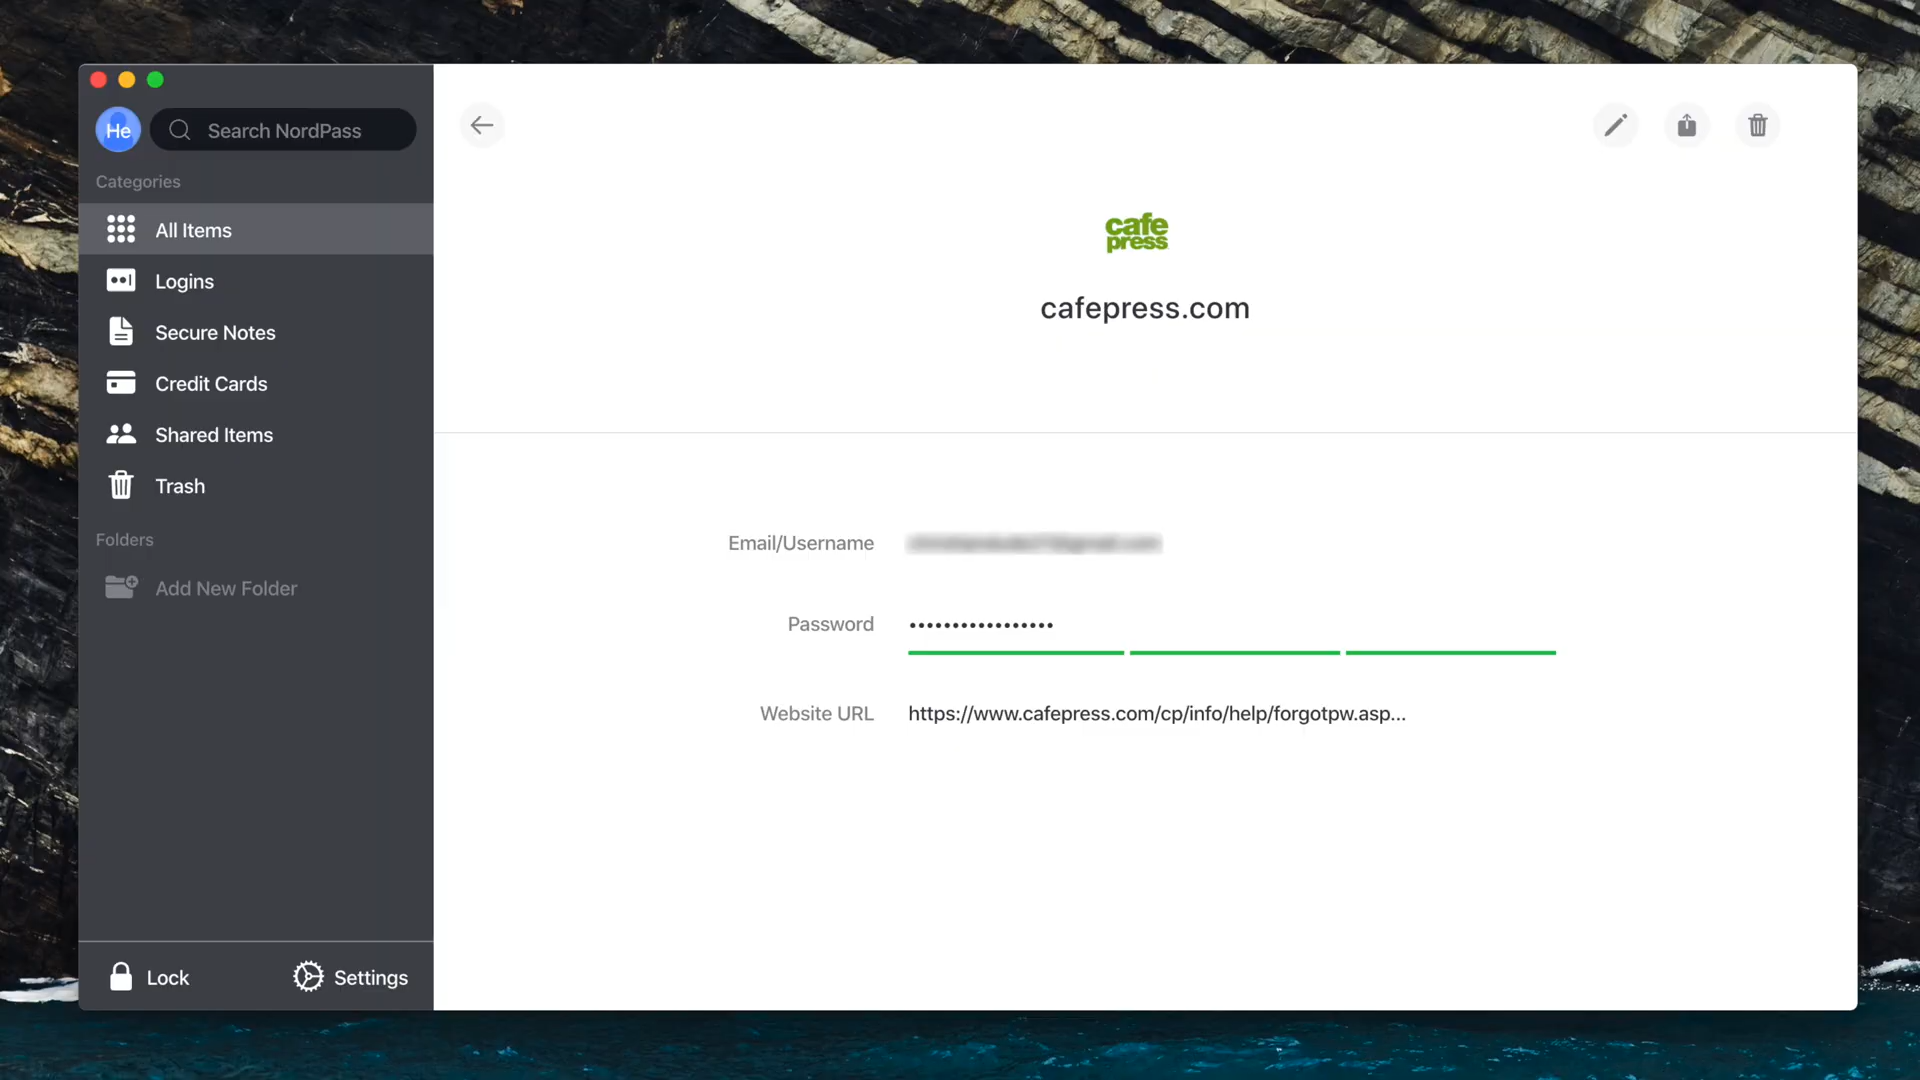 He
Search NordPass
Categories
All Items
Logins
Secure Notes
Credit Cards
Shared Items
Trash
Folders
Add New Folder
Lock
Settings
cafe
press
cafepress.com
Email/Username
Password
•••••••••••••••••
Website URL
https://www.cafepress.com/cp/info/help/forgotpw.asp...